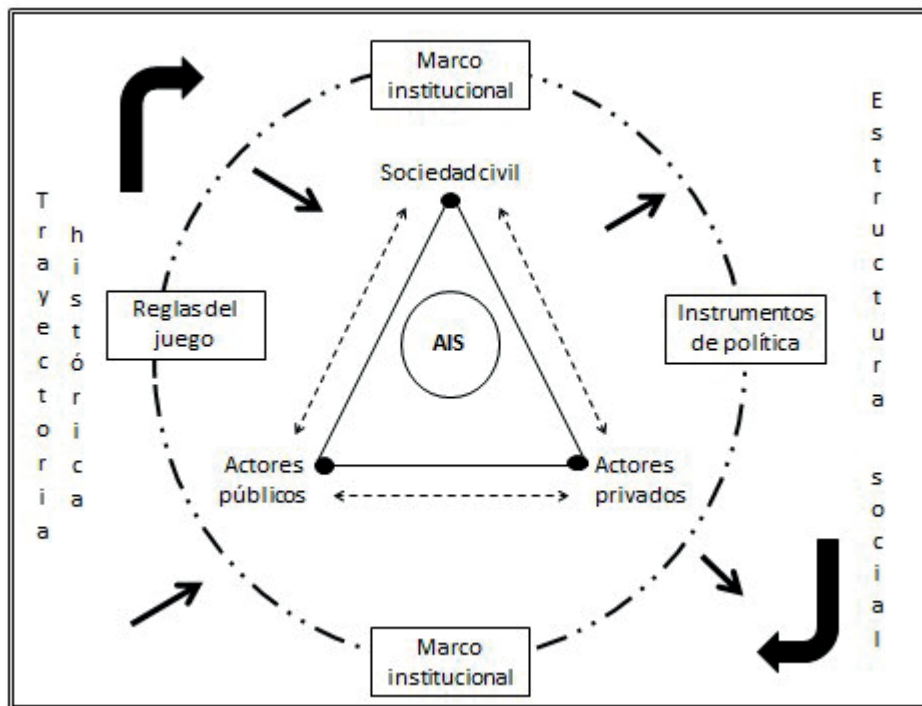 Marco
institucional
Sociedad civil
Trayectoria
histórica
Estructura social
Reglas del
juego
AIS
Instrumentos
de política
Actores
públicos
Actores
privados
Marco
institucional